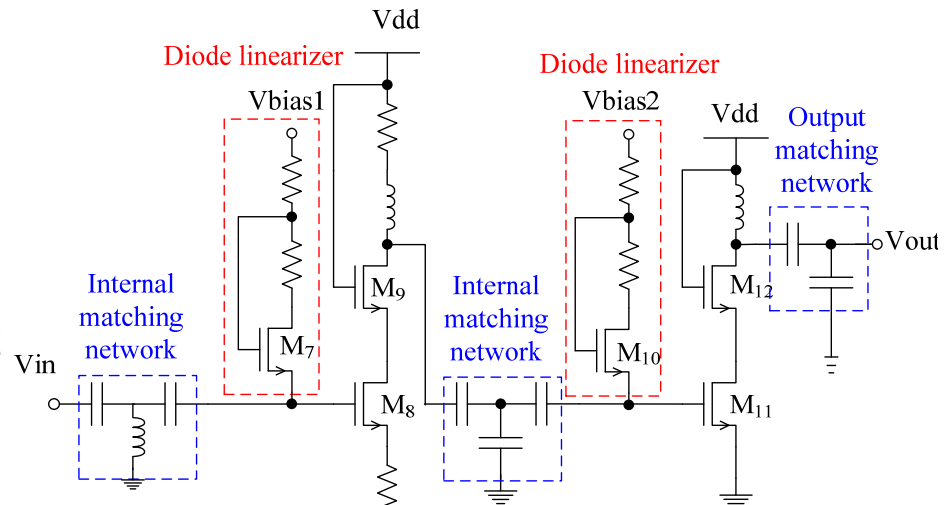 Vdd
Diode linearizer
Diode linearizer
Vbias1
Vbias2
Vdd
Output
matching
network
Vout
M9
M12
Internal
matching
network
Internal
matching
network
M7
M10
Vin
M8
M11